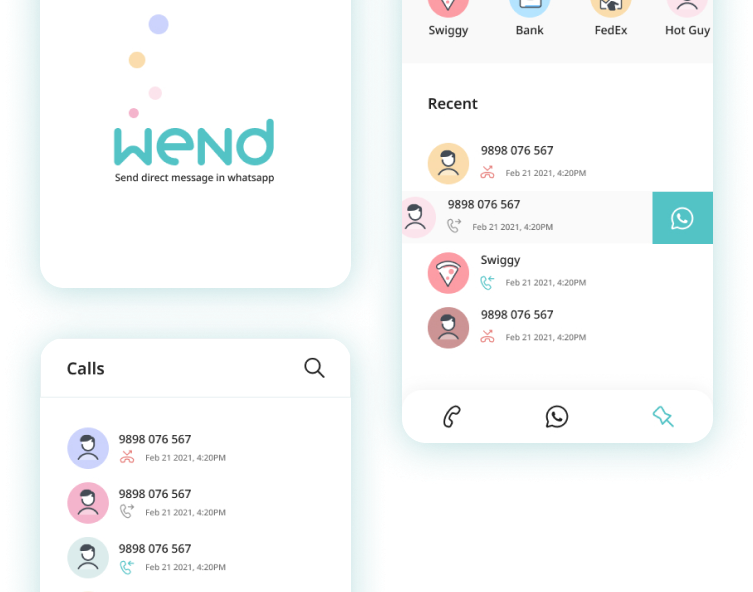 wend
Send direct message in whatsapp
Calls
9898 076 567
Feb 21 2021, 4:20PM
9898 076 567
Feb 21 2021, 4:20PM
9898 076 567
Feb 21 2021, 4:20PM
Swiggy
Bank
FedEx
Hot Guy
Recent
9898 076 567
Feb 21 2021, 4:20PM
9898 076 567
Feb 21 2021, 4:20PM
Swiggy
Feb 21 2021, 4:20PM
9898 076 567
Feb 21 2021, 4:20PM